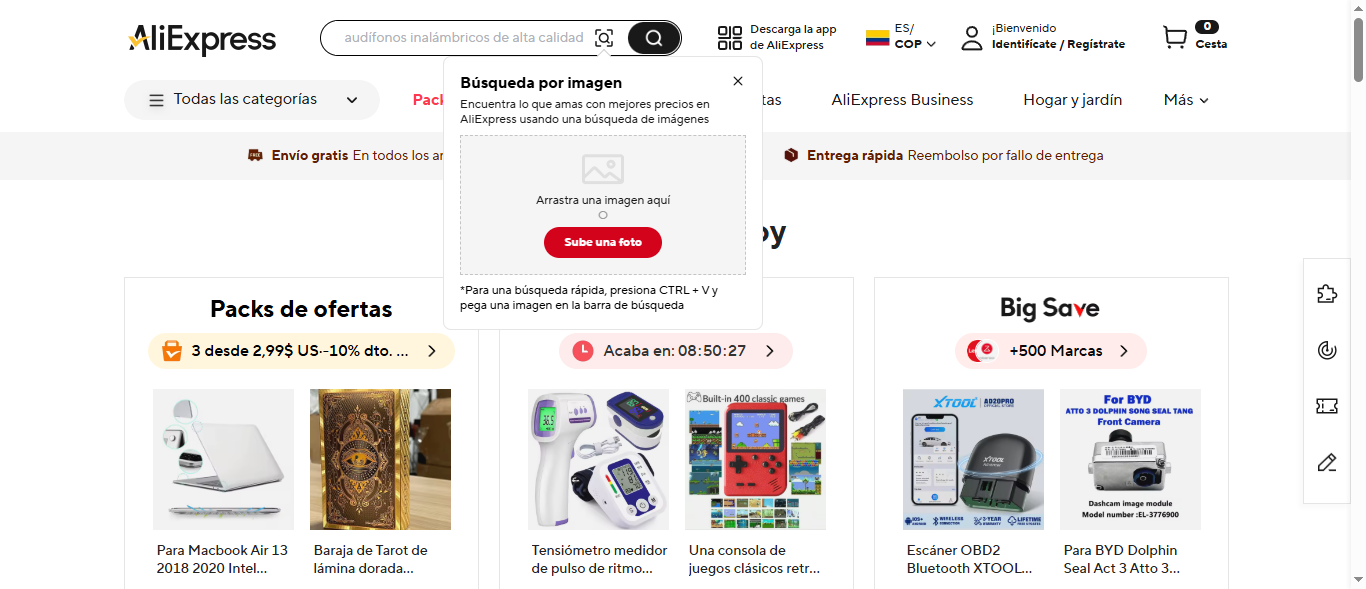 AliExpress
audífonos inalámbricos de alta calidad
Descarga la app
de AliExpress
ES/
COP
¡Bienvenido
Identifícate / Regístrate
0
Cesta
Todas las categorías
Pack
tas
AliExpress Business
Hogar y jardín
Más
Búsqueda por imagen
Encuentra lo que amas con mejores precios en
AliExpress usando una búsqueda de imágenes
Arrastra una imagen aquí
O
Sube una foto
*Para una búsqueda rápida, presiona CTRL + V y
pega una imagen en la barra de búsqueda
Envío gratis En todos los ar
Entrega rápida Reembolso por fallo de entrega
oy
Packs de ofertas
3 desde 2,99$ US·-10% dto. ...
Para Macbook Air 13
2018 2020 Intel...
Baraja de Tarot de
lámina dorada...
Acaba en: 08:50:27
Built-in 400 classic games
Tensiómetro medidor
de pulso de ritmo...
Una consola de
juegos clásicos retr...
Big Save
+500 Marcas
XTOOL AD20PRO
XTOOL
WIRELESS
3-YEAR
LIFETIME
Escáner OBD2
Bluetooth XTOOL...
For BYD
ATTO 3 DOLPHIN SONG SEAL TANG
Front Camera
Dashcam image module
Model number :EL-3776900
Para BYD Dolphin
Seal Act 3 Atto 3...